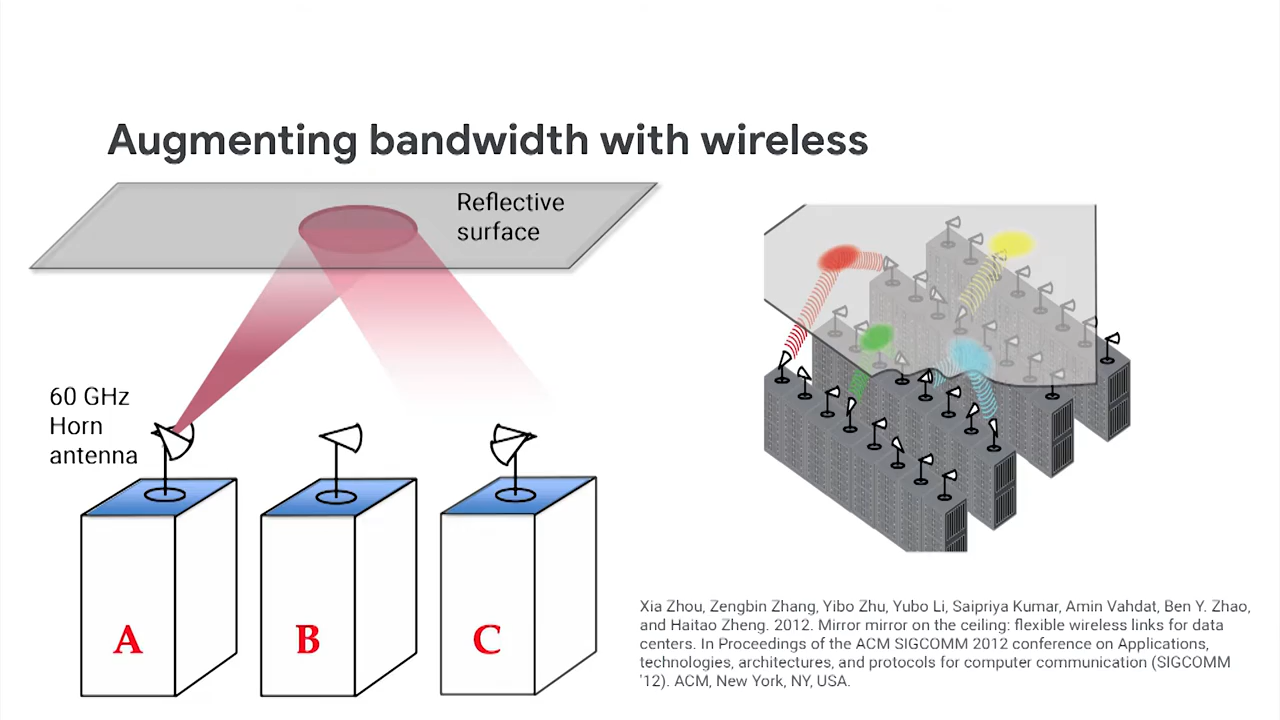 Augmenting bandwidth with wireless
Reflective
surface
60 GHz
Horn
antenna
A
B
C
Xia Zhou, Zengbin Zhang, Yibo Zhu, Yubo Li, Saipriya Kumar, Amin Vahdat, Ben Y. Zhao,
and Haitao Zheng. 2012. Mirror mirror on the ceiling: flexible wireless links for data
centers. In Proceedings of the ACM SIGCOMM 2012 conference on Applications,
technologies, architectures, and protocols for computer communication (SIGCOMM
'12). ACM, New York, NY, USA.